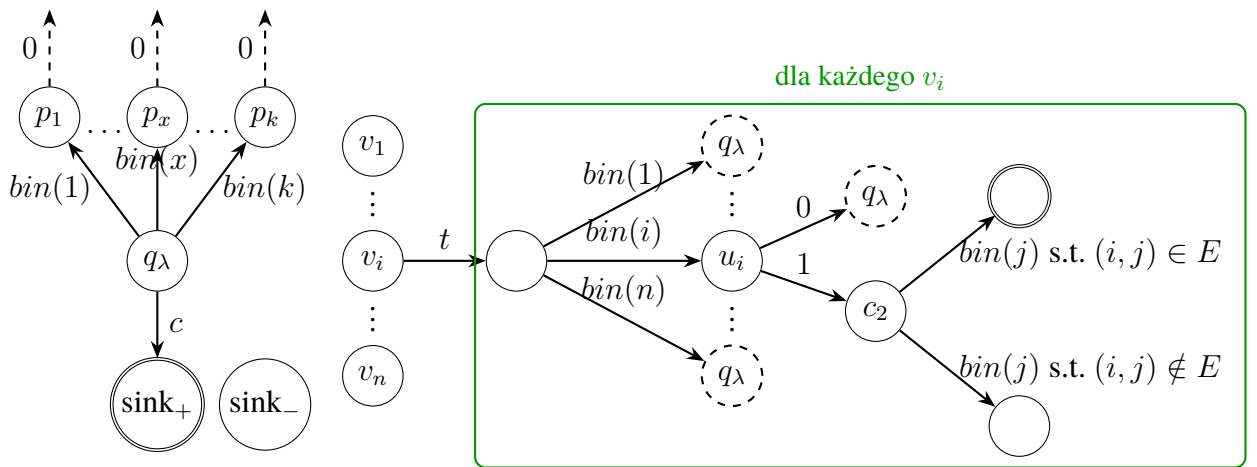 0 0 0
dla każdego v_i
p_1 ... p_x ... p_k
bin(1) bin(x) bin(k)
q_λ
c
sink_+ sink_−
v_1
⋮
v_i
⋮
v_n
t
bin(1)
bin(i)
bin(n)
q_λ
⋮
u_i
⋮
q_λ
0
1
q_λ
c_2
bin(j) s.t. (i, j) ∈ E
bin(j) s.t. (i, j) ∉ E